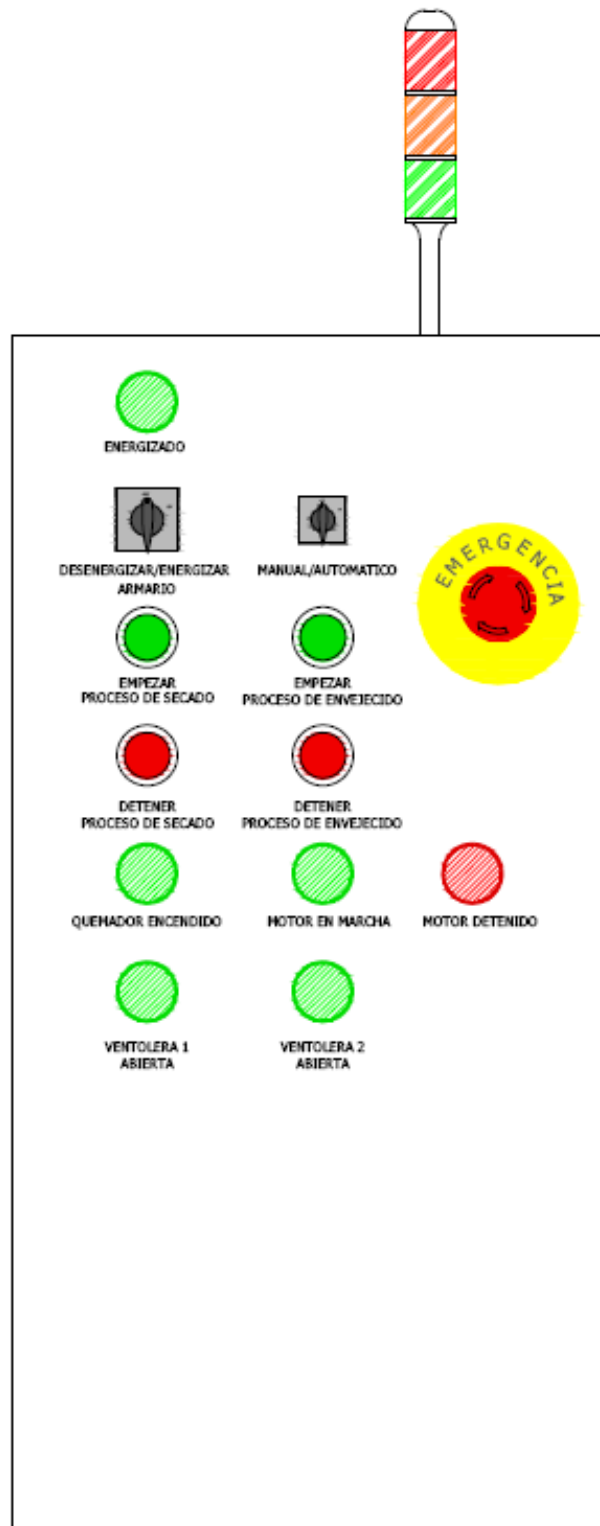 ENERGIZADO
DESENERGIZAR/ENERGIZAR
ARMARIO
MANUAL/AUTOMATICO
EMERGENCIA
EMPEZAR
PROCESO DE SECADO
EMPEZAR
PROCESO DE ENVEJECIDO
DETENER
PROCESO DE SECADO
DETENER
PROCESO DE ENVEJECIDO
QUEMADOR ENCENDIDO
MOTOR EN MARCHA
MOTOR DETENIDO
VENTOLERA 1
ABIERTA
VENTOLERA 2
ABIERTA